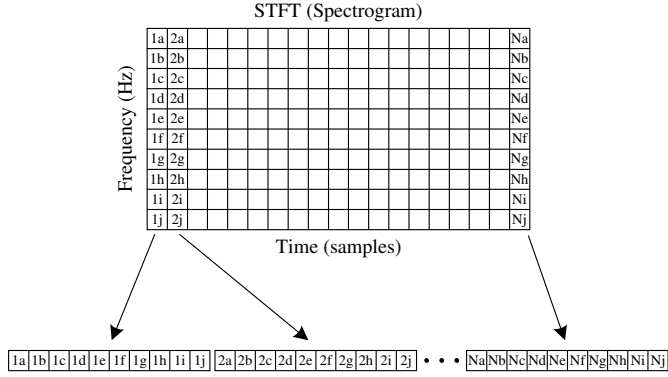 STFT (Spectrogram)
Frequency (Hz)
1a 2a Na
1b 2b Nb
1c 2c Nc
1d 2d Nd
1e 2e Ne
1f 2f Nf
1g 2g Ng
1h 2h Nh
1i 2i Ni
1j 2j Nj
Time (samples)
1a 1b 1c 1d 1e 1f 1g 1h 1i 1j 2a 2b 2c 2d 2e 2f 2g 2h 2i 2j • • • Na Nb Nc Nd Ne Nf Ng Nh Ni Nj